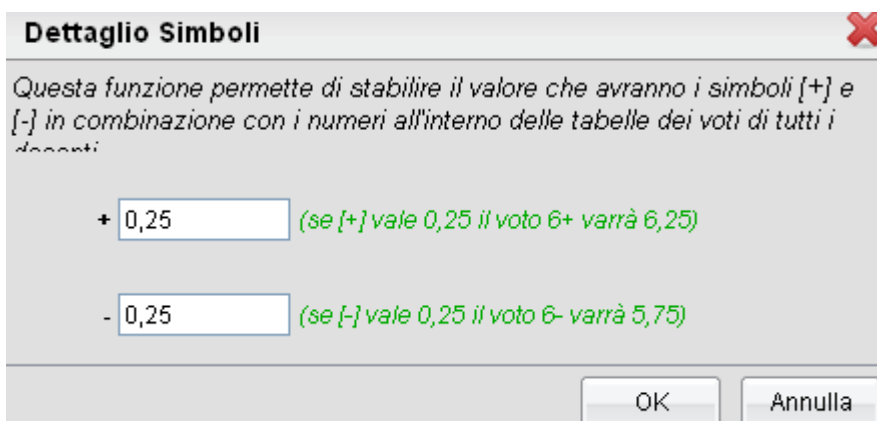 Dettaglio Simboli
Questa funzione permette di stabilire il valore che avranno i simboli [+] e
[-] in combinazione con i numeri all'interno delle tabelle dei voti di tutti i
+ 0,25 (se [+] vale 0,25 il voto 6+ varrà 6,25)
- 0,25 (se [-] vale 0,25 il voto 6- varrà 5,75)
OK Annulla